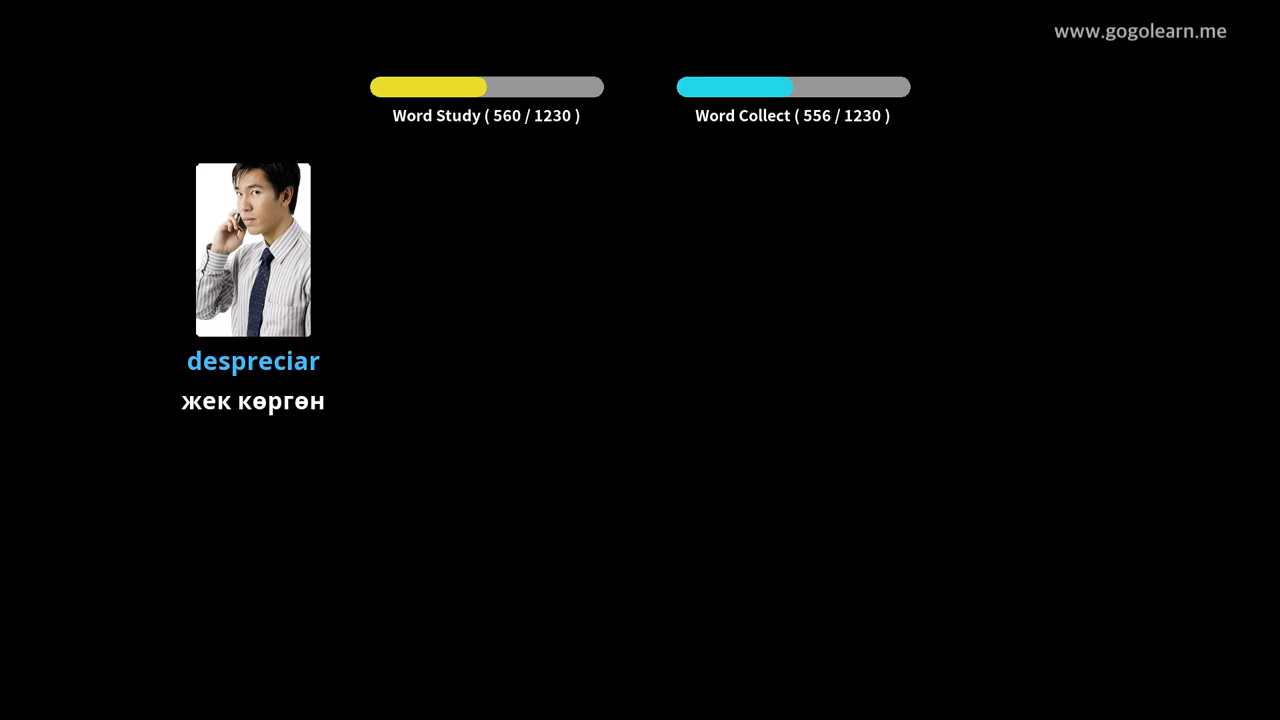 www.gogolearn.me
Word Study ( 560 / 1230 )
Word Collect ( 556 / 1230 )
despreciar
жек көргөн